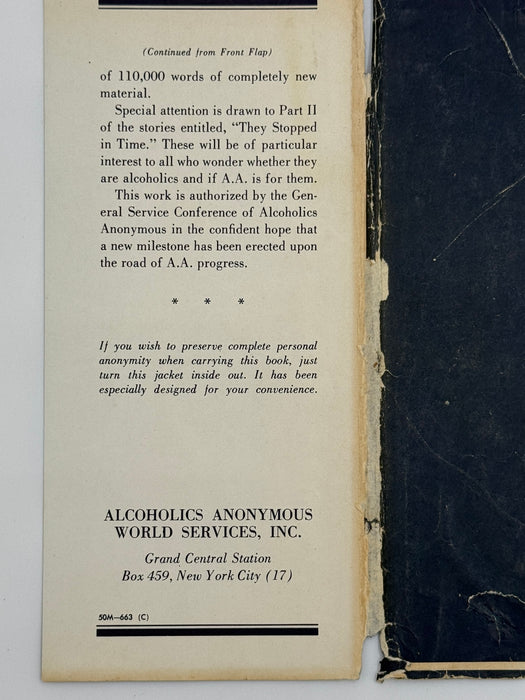 (Continued from Front Flap)
of 110,000 words of completely new
material.
Special attention is drawn to Part II
of the stories entitled, “They Stopped
in Time.” These will be of particular
interest to all who wonder whether they
are alcoholics and if A.A. is for them.
This work is authorized by the Gen-
eral Service Conference of Alcoholics
Anonymous in the confident hope that
a new milestone has been erected upon
the road of A.A. progress.
* * *
If you wish to preserve complete personal
anonymity when carrying this book, just
turn this jacket inside out. It has been
especially designed for your convenience.
ALCOHOLICS ANONYMOUS
WORLD SERVICES, INC.
Grand Central Station
Box 459, New York City (17)
50M—663 (C)